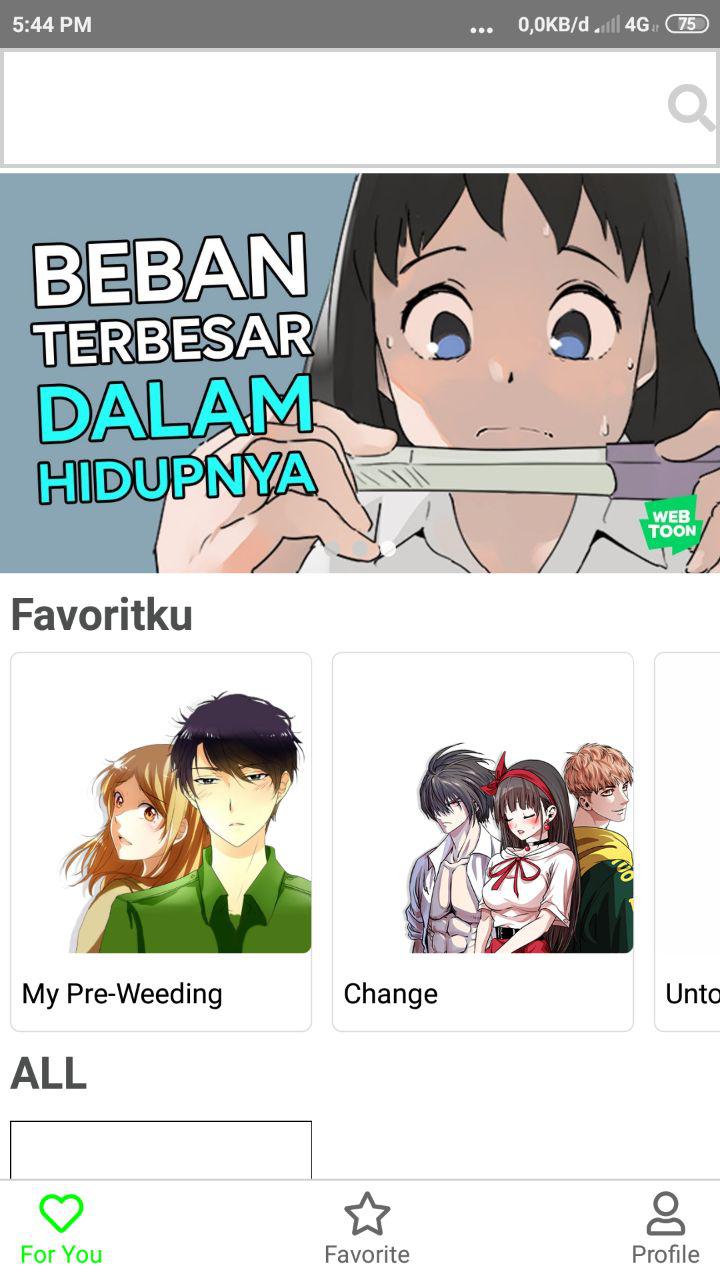 5:44 PM
... 0,0KB/d 4G 75
BEBAN
TERBESAR
DALAM
HIDUPNYA
WEB
TOON
Favoritku
My Pre-Weeding
Change
Unto
ALL
For You
Favorite
Profile